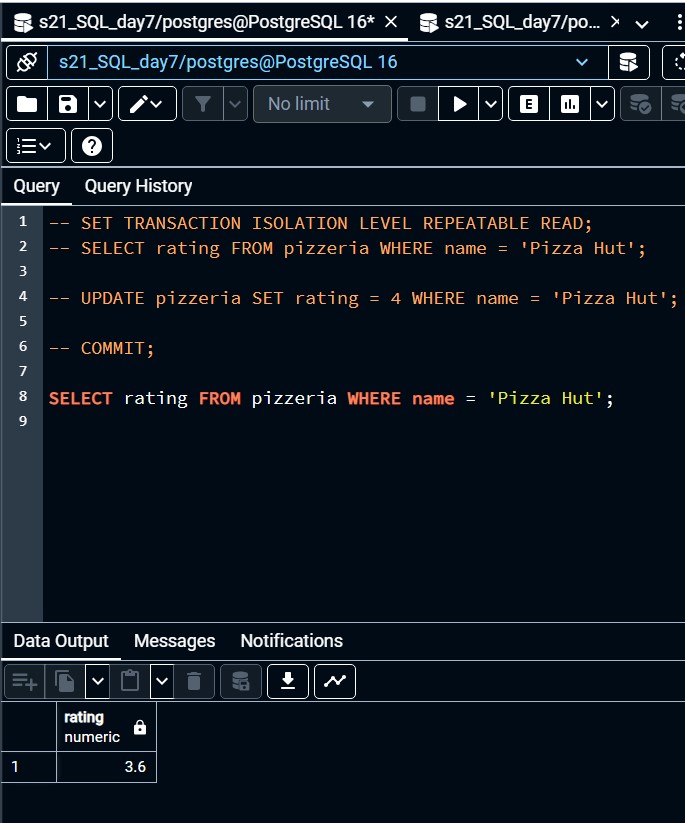 s21_SQL_day7/postgres@PostgreSQL 16*
s21_SQL_day7/po...
s21_SQL_day7/postgres@PostgreSQL 16
No limit
E
Query
Query History
1 -- SET TRANSACTION ISOLATION LEVEL REPEATABLE READ;
2 -- SELECT rating FROM pizzeria WHERE name = 'Pizza Hut';
3
4 -- UPDATE pizzeria SET rating = 4 WHERE name = 'Pizza Hut';
5
6 -- COMMIT;
7
8 SELECT rating FROM pizzeria WHERE name = 'Pizza Hut';
9
Data Output
Messages
Notifications
rating
numeric
1 3.6